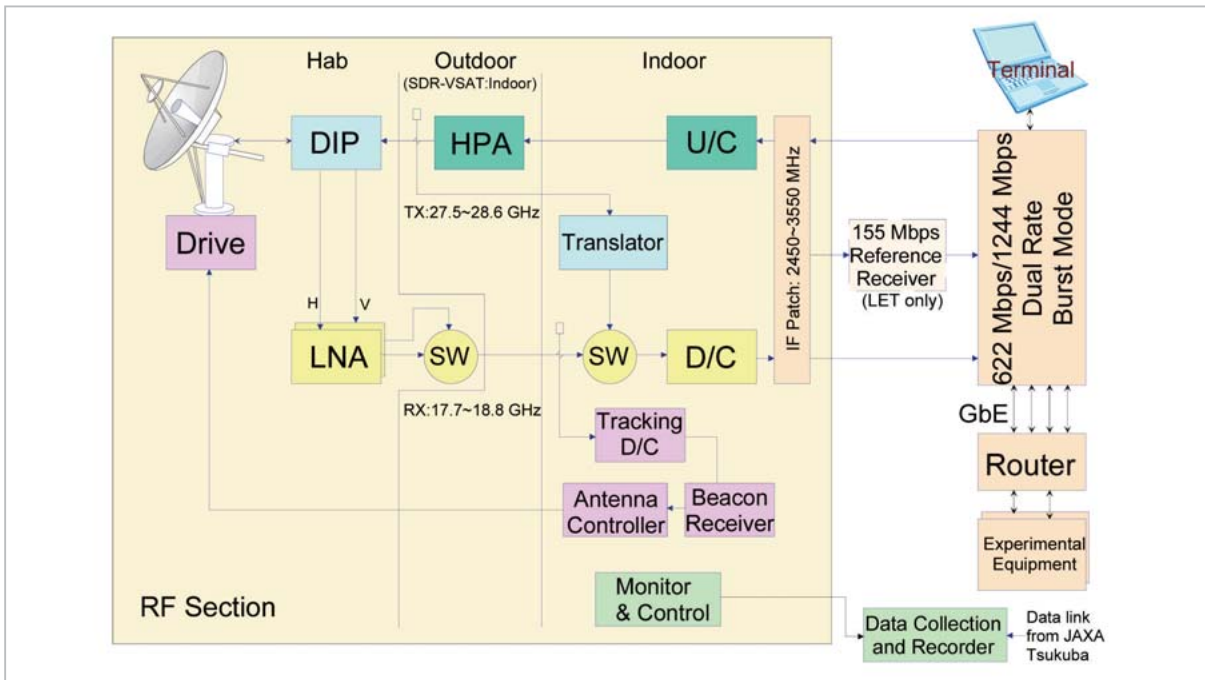 Hab
Outdoor
(SDR-VSAT:Indoor)
Indoor
Terminal
DIP
HPA
U/C
TX:27.5~28.6 GHz
Drive
Translator
IF Patch: 2450~3550 MHz
155 Mbps
Reference
Receiver
(LET only)
622 Mbps/1244 Mbps
Dual Rate
Burst Mode
H
V
LNA
SW
SW
D/C
RX:17.7~18.8 GHz
GbE
Tracking
D/C
Router
Antenna
Controller
Beacon
Receiver
Experimental
Equipment
Monitor
& Control
RF Section
Data Collection
and Recorder
Data link
from JAXA
Tsukuba